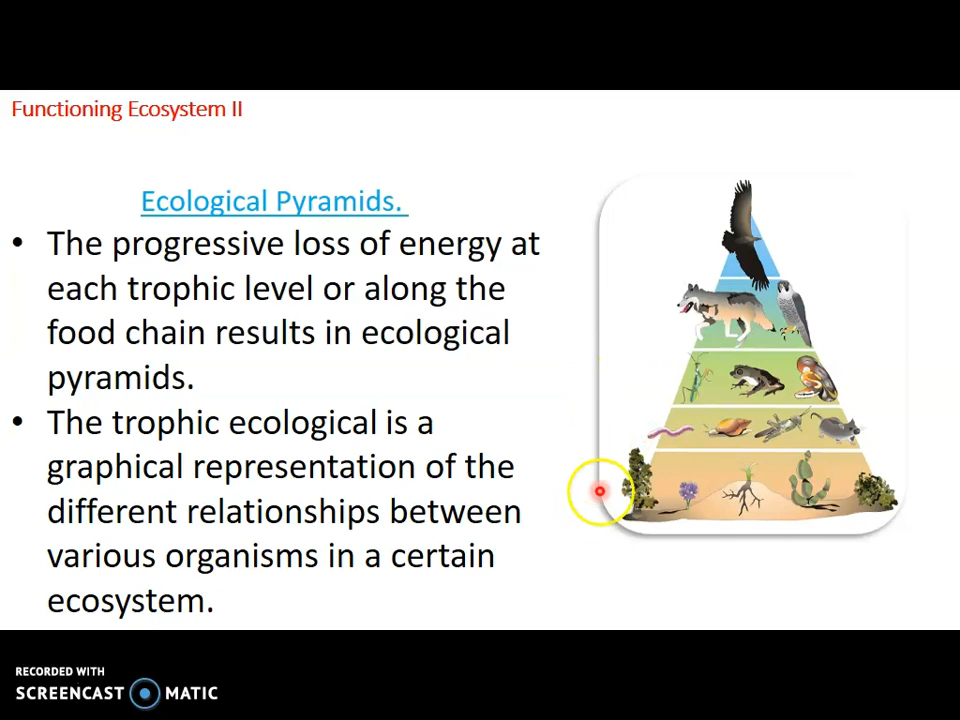 Functioning Ecosystem II
Ecological Pyramids.
• The progressive loss of energy at
each trophic level or along the
food chain results in ecological
pyramids.
• The trophic ecological is a
graphical representation of the
different relationships between
various organisms in a certain
ecosystem.
RECORDED WITH
SCREENCAST MATIC